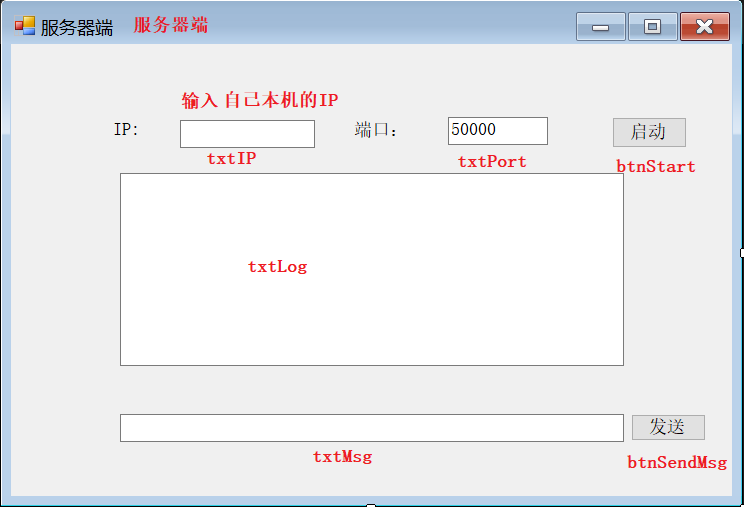 服务器端 服务器端
输入 自己本机的IP
IP: 端口: 50000 启动
txtIP txtPort btnStart
txtLog
发送
txtMsg btnSendMsg